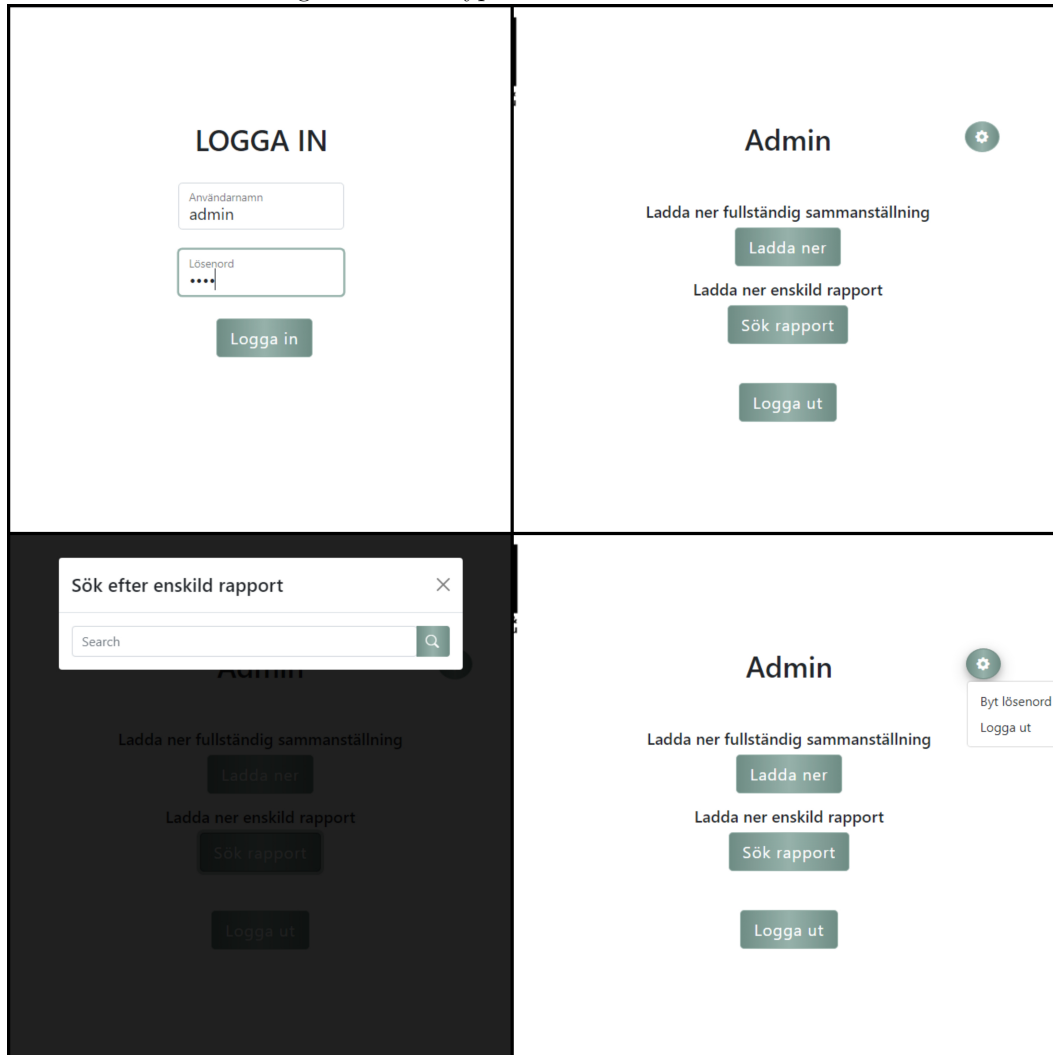 LOGGA IN
Användarnamn
admin
Lösenord
••••
Logga in
Admin
Ladda ner fullständig sammanställning
Ladda ner
Ladda ner enskild rapport
Sök rapport
Logga ut
Sök efter enskild rapport
Search
Admin
Ladda ner fullständig sammanställning
Ladda ner
Ladda ner enskild rapport
Sök rapport
Logga ut
Admin
Byt lösenord
Logga ut
Ladda ner fullständig sammanställning
Ladda ner
Ladda ner enskild rapport
Sök rapport
Logga ut